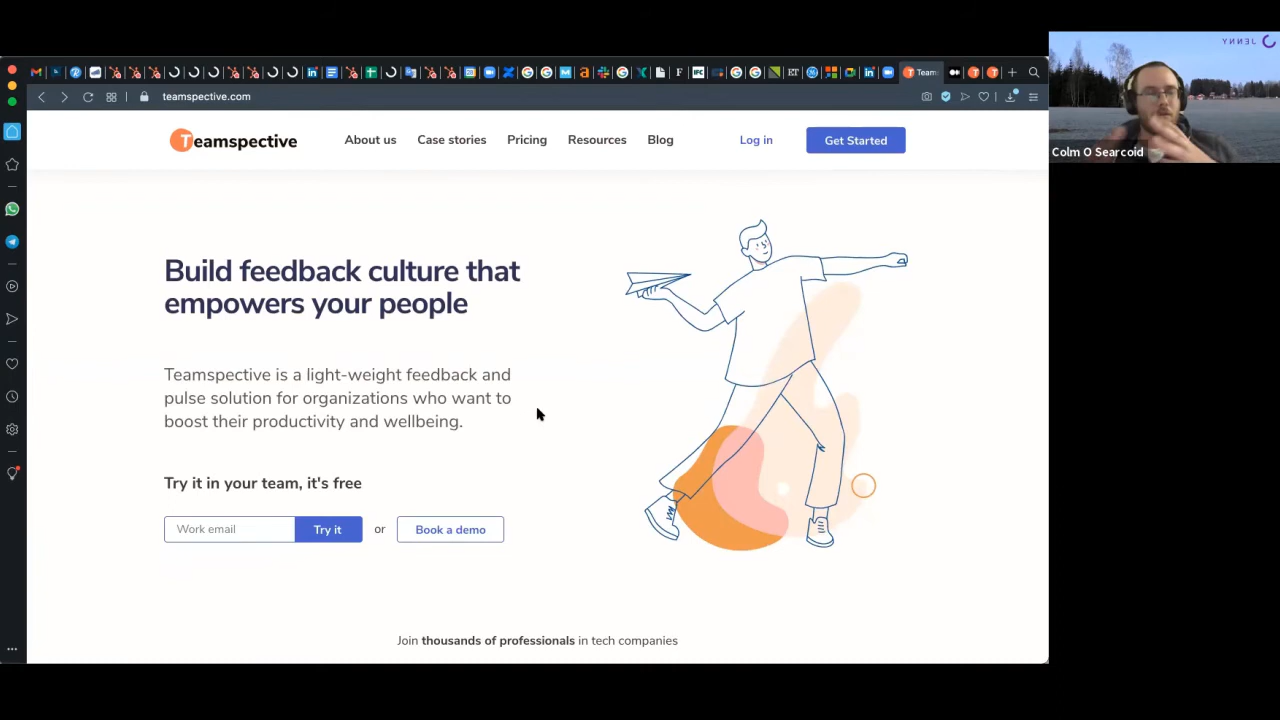 Team
teamspective.com
Teamspective
About us
Case stories
Pricing
Resources
Blog
Log in
Get Started
Build feedback culture that
empowers your people
Teamspective is a light-weight feedback and
pulse solution for organizations who want to
boost their productivity and wellbeing.
Try it in your team, it's free
Work email
Try it
or
Book a demo
Join thousands of professionals in tech companies
JENNY
Colm O Searcoid